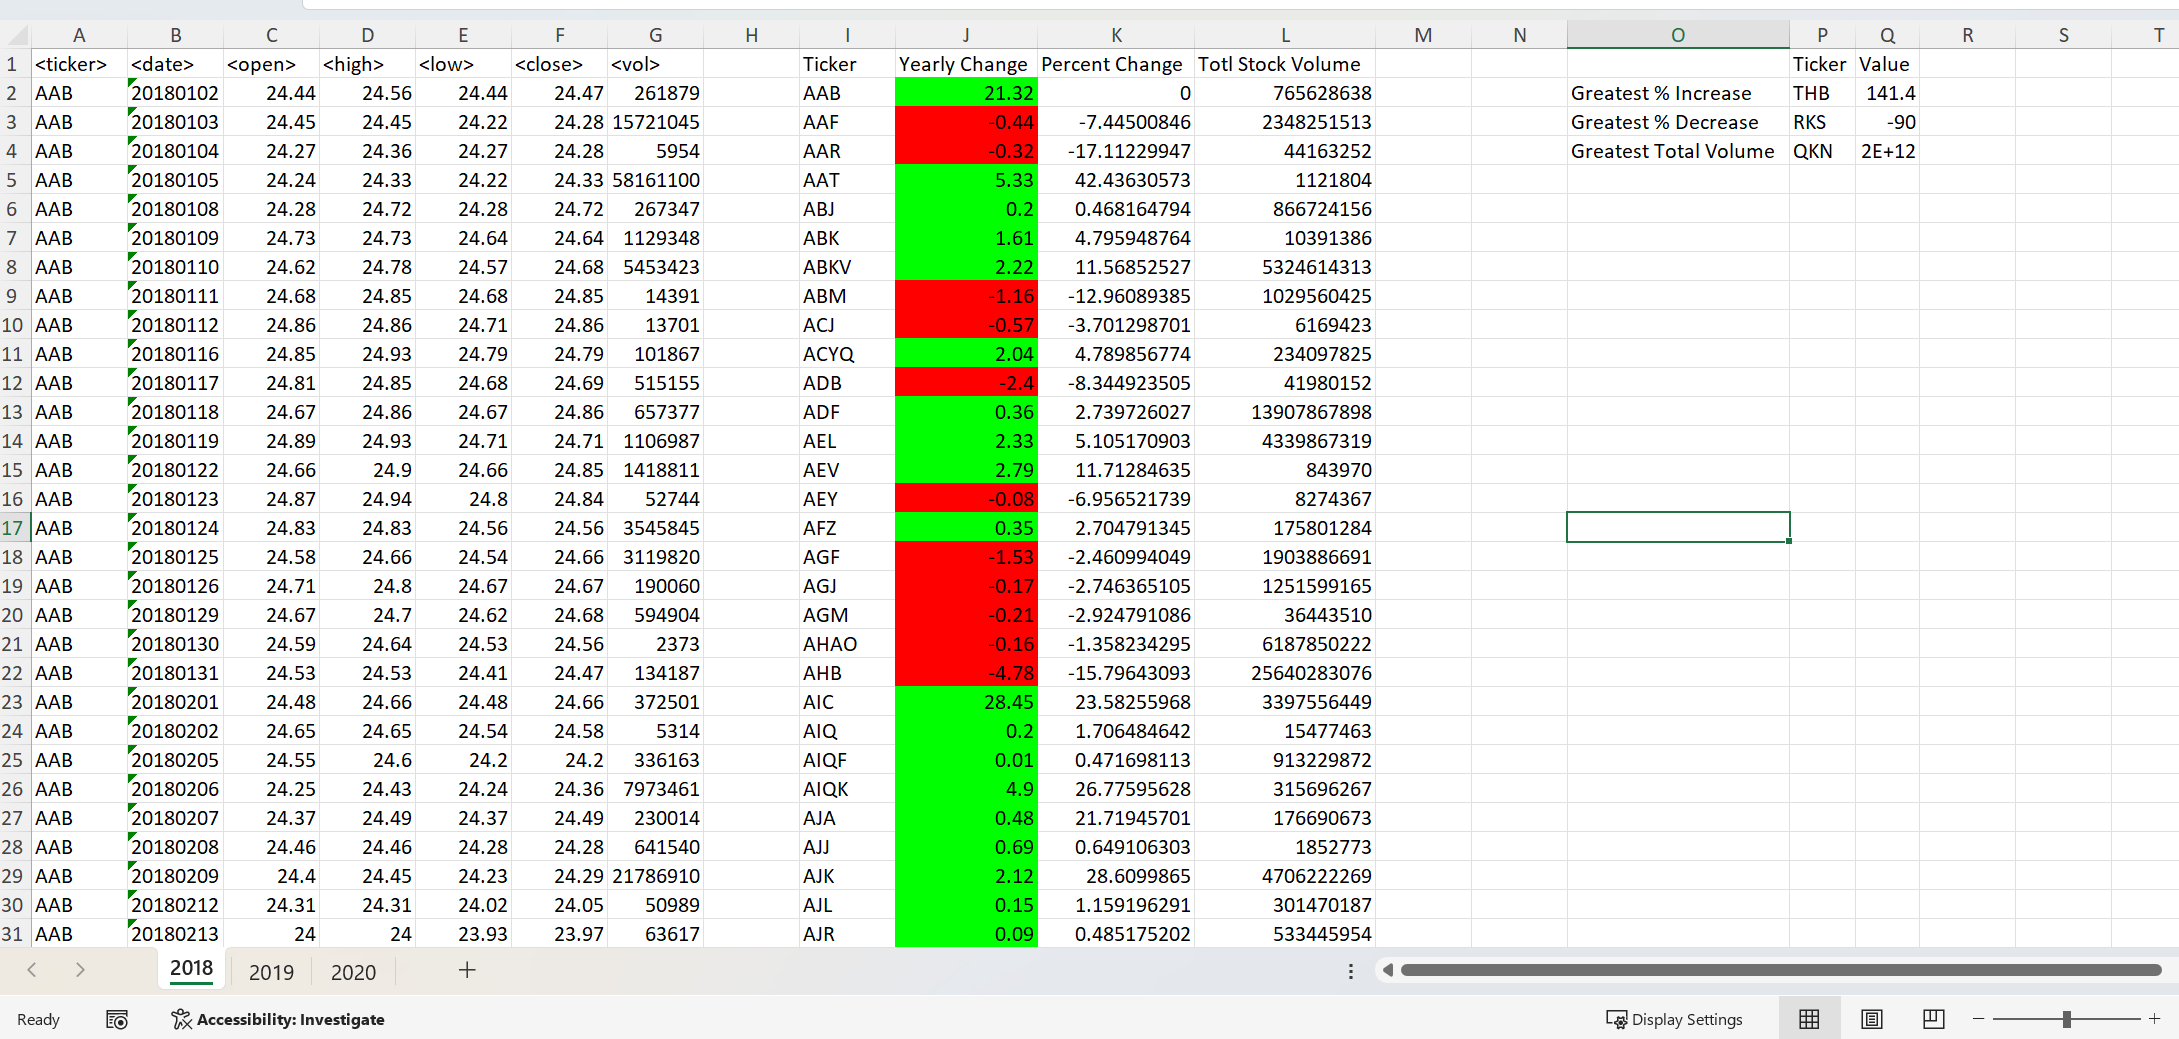 A B C D E F G H I J K L M N O P Q R S T
1 <ticker> <date> <open> <high> <low> <close> <vol> Ticker Yearly Change Percent Change Totl Stock Volume Ticker Value
2 AAB 20180102 24.44 24.56 24.44 24.47 261879 AAB 21.32 0 765628638 Greatest % Increase THB 141.4
3 AAB 20180103 24.45 24.45 24.22 24.28 15721045 AAF -0.44 -7.44500846 2348251513 Greatest % Decrease RKS -90
4 AAB 20180104 24.27 24.36 24.27 24.28 5954 AAR -0.32 -17.11229947 44163252 Greatest Total Volume QKN 2E+12
5 AAB 20180105 24.24 24.33 24.22 24.33 58161100 AAT 5.33 42.43630573 1121804
6 AAB 20180108 24.28 24.72 24.28 24.72 267347 ABJ 0.2 0.468164794 866724156
7 AAB 20180109 24.73 24.73 24.64 24.64 1129348 ABK 1.61 4.795948764 10391386
8 AAB 20180110 24.62 24.78 24.57 24.68 5453423 ABKV 2.22 11.56852527 5324614313
9 AAB 20180111 24.68 24.85 24.68 24.85 14391 ABM -1.16 -12.96089385 1029560425
10 AAB 20180112 24.86 24.86 24.71 24.86 13701 ACJ -0.57 -3.701298701 6169423
11 AAB 20180116 24.85 24.93 24.79 24.79 101867 ACYQ 2.04 4.789856774 234097825
12 AAB 20180117 24.81 24.85 24.68 24.69 515155 ADB -2.4 -8.344923505 41980152
13 AAB 20180118 24.67 24.86 24.67 24.86 657377 ADF 0.36 2.739726027 13907867898
14 AAB 20180119 24.89 24.93 24.71 24.71 1106987 AEL 2.33 5.105170903 4339867319
15 AAB 20180122 24.66 24.9 24.66 24.85 1418811 AEV 2.79 11.71284635 843970
16 AAB 20180123 24.87 24.94 24.8 24.84 52744 AEY -0.08 -6.956521739 8274367
17 AAB 20180124 24.83 24.83 24.56 24.56 3545845 AFZ 0.35 2.704791345 175801284
18 AAB 20180125 24.58 24.66 24.54 24.66 3119820 AGF -1.53 -2.460994049 1903886691
19 AAB 20180126 24.71 24.8 24.67 24.67 190060 AGJ -0.17 -2.746365105 1251599165
20 AAB 20180129 24.67 24.7 24.62 24.68 594904 AGM -0.21 -2.924791086 36443510
21 AAB 20180130 24.59 24.64 24.53 24.56 2373 AHAO -0.16 -1.358234295 6187850222
22 AAB 20180131 24.53 24.53 24.41 24.47 134187 AHB -4.78 -15.79643093 25640283076
23 AAB 20180201 24.48 24.66 24.48 24.66 372501 AIC 28.45 23.58255968 3397556449
24 AAB 20180202 24.65 24.65 24.54 24.58 5314 AIQ 0.2 1.706484642 15477463
25 AAB 20180205 24.55 24.6 24.2 24.2 336163 AIQF 0.01 0.471698113 913229872
26 AAB 20180206 24.25 24.43 24.24 24.36 7973461 AIQK 4.9 26.77595628 315696267
27 AAB 20180207 24.37 24.49 24.37 24.49 230014 AJA 0.48 21.71945701 176690673
28 AAB 20180208 24.46 24.46 24.28 24.28 641540 AJJ 0.69 0.649106303 1852773
29 AAB 20180209 24.4 24.45 24.23 24.29 21786910 AJK 2.12 28.6099865 4706222269
30 AAB 20180212 24.31 24.31 24.02 24.05 50989 AJL 0.15 1.159196291 301470187
31 AAB 20180213 24 24 23.93 23.97 63617 AJR 0.09 0.485175202 533445954
2018 2019 2020
Ready Accessibility: Investigate Display Settings